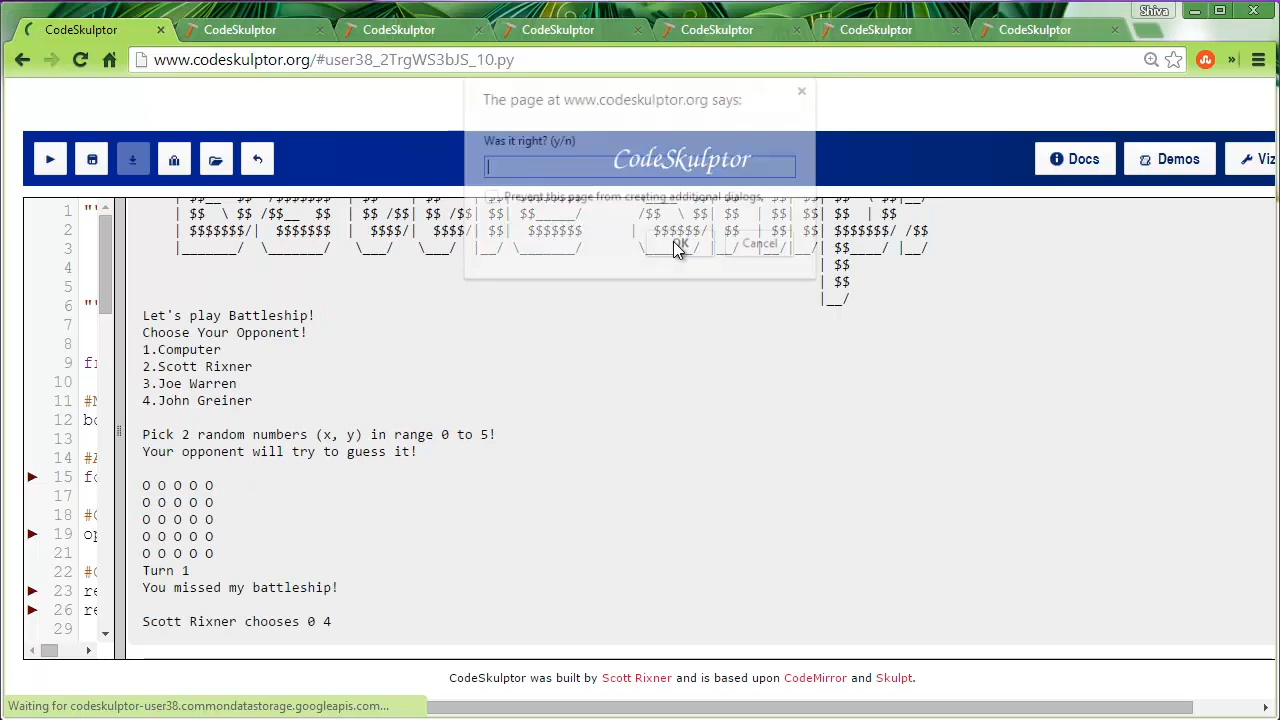 Shiva
CodeSkulptor
CodeSkulptor
CodeSkulptor
CodeSkulptor
CodeSkulptor
CodeSkulptor
CodeSkulptor
www.codeskulptor.org/#user38_2TrgWS3bJS_10.py
The page at www.codeskulptor.org says:
Was it right? (y/n)
Prevent this page from creating additional dialogs.
OK
Cancel
CodeSkulptor
Docs
Demos
Viz
1 "'
2
3
4
5
6 "'
7
8
9 fi
10
11 #M
12 bo
13
14 #A
15 fo
17
18 #C
19 op
21
22 #C
23 re
26 re
29
Let's play Battleship!
Choose Your Opponent!
1.Computer
2.Scott Rixner
3.Joe Warren
4.John Greiner
Pick 2 random numbers (x, y) in range 0 to 5!
Your opponent will try to guess it!
O O O O O
O O O O O
O O O O O
O O O O O
O O O O O
Turn 1
You missed my battleship!
Scott Rixner chooses 0 4
CodeSkulptor was built by Scott Rixner and is based upon CodeMirror and Skulpt.
Waiting for codeskulptor-user38.commondatastorage.googleapis.com...